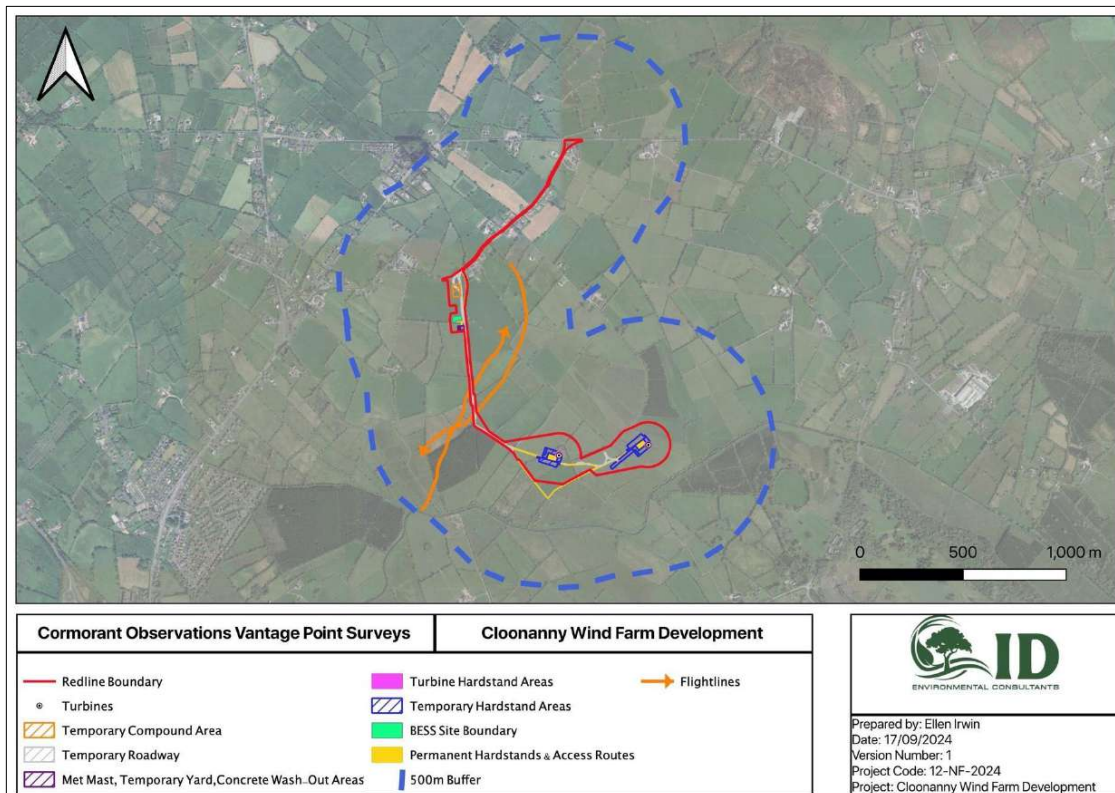 0 500 1,000 m
Cormorant Observations Vantage Point Surveys
Cloonanny Wind Farm Development
Redline Boundary
Turbines
Temporary Compound Area
Temporary Roadway
Met Mast, Temporary Yard,Concrete Wash-Out Areas
Turbine Hardstand Areas
Temporary Hardstand Areas
BESS Site Boundary
Permanent Hardstands & Access Routes
500m Buffer
Flightlines
ID
ENVIRONMENTAL CONSULTANTS
Prepared by: Ellen Irwin
Date: 17/09/2024
Version Number: 1
Project Code: 12-NF-2024
Project: Cloonanny Wind Farm Development